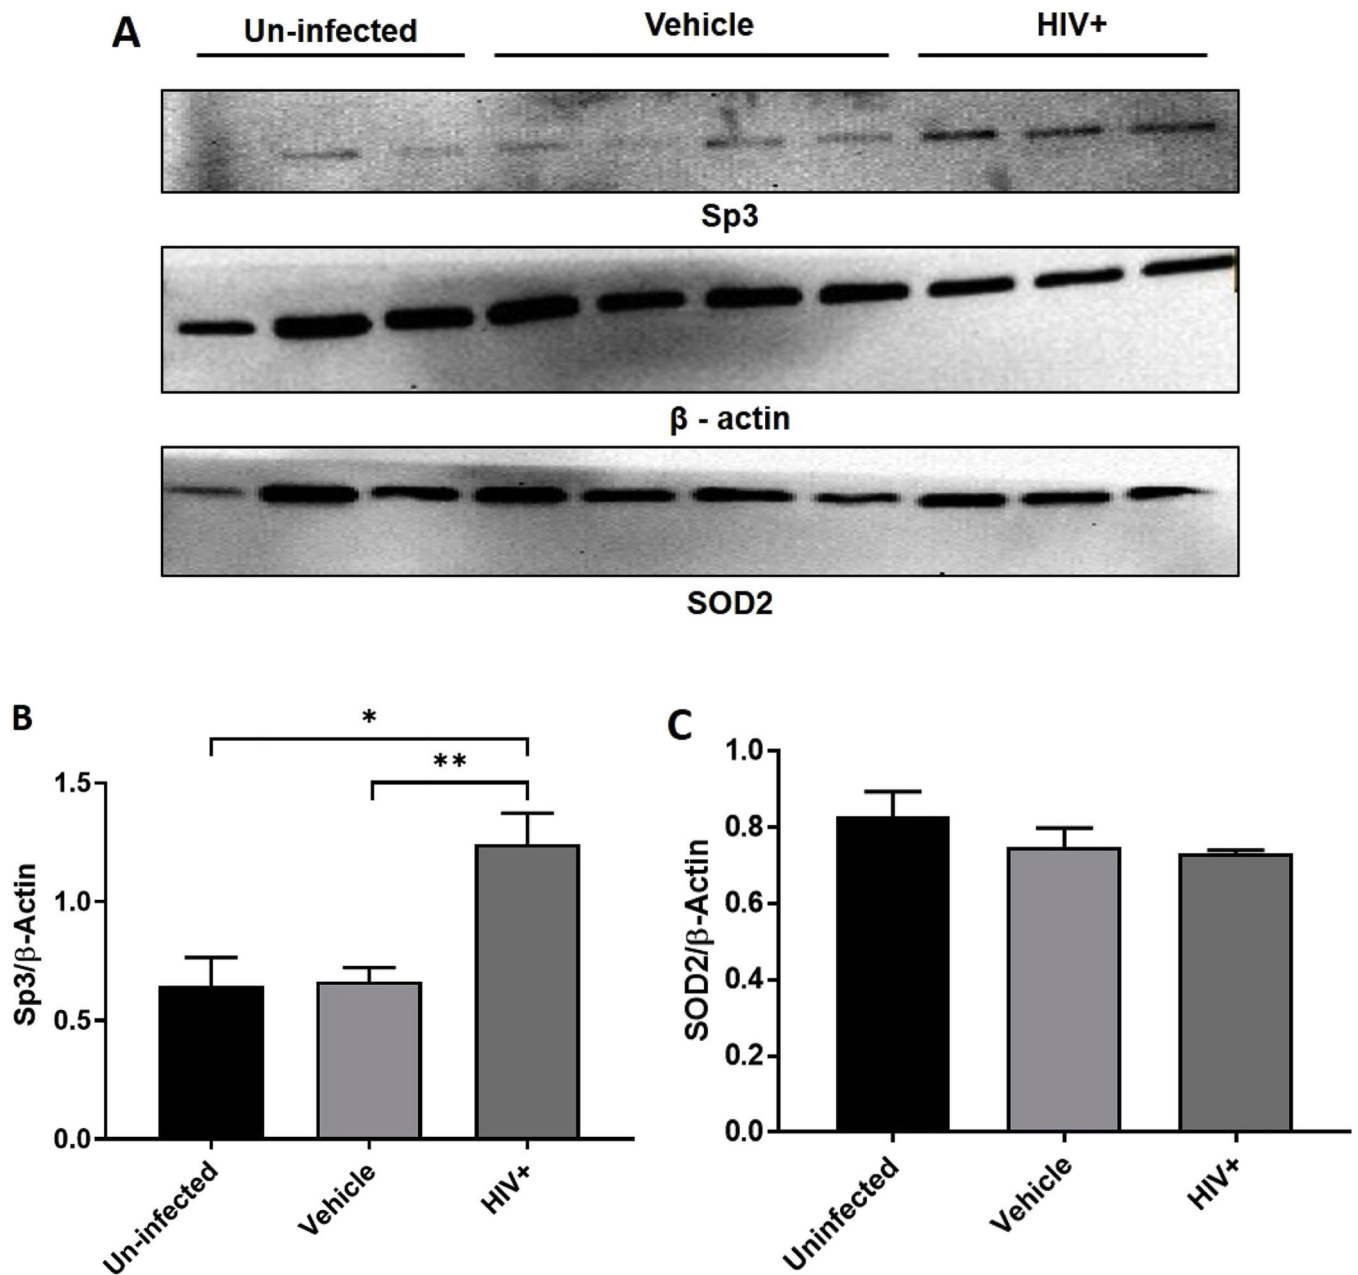 A
Un-infected
Vehicle
HIV+
Sp3
β - actin
SOD2
B
*
**
Sp3/β-Actin
1.5
1.0
0.5
0.0
Un-infected
Vehicle
HIV+
C
SOD2/β-Actin
1.0
0.8
0.6
0.4
0.2
0.0
Uninfected
Vehicle
HIV+